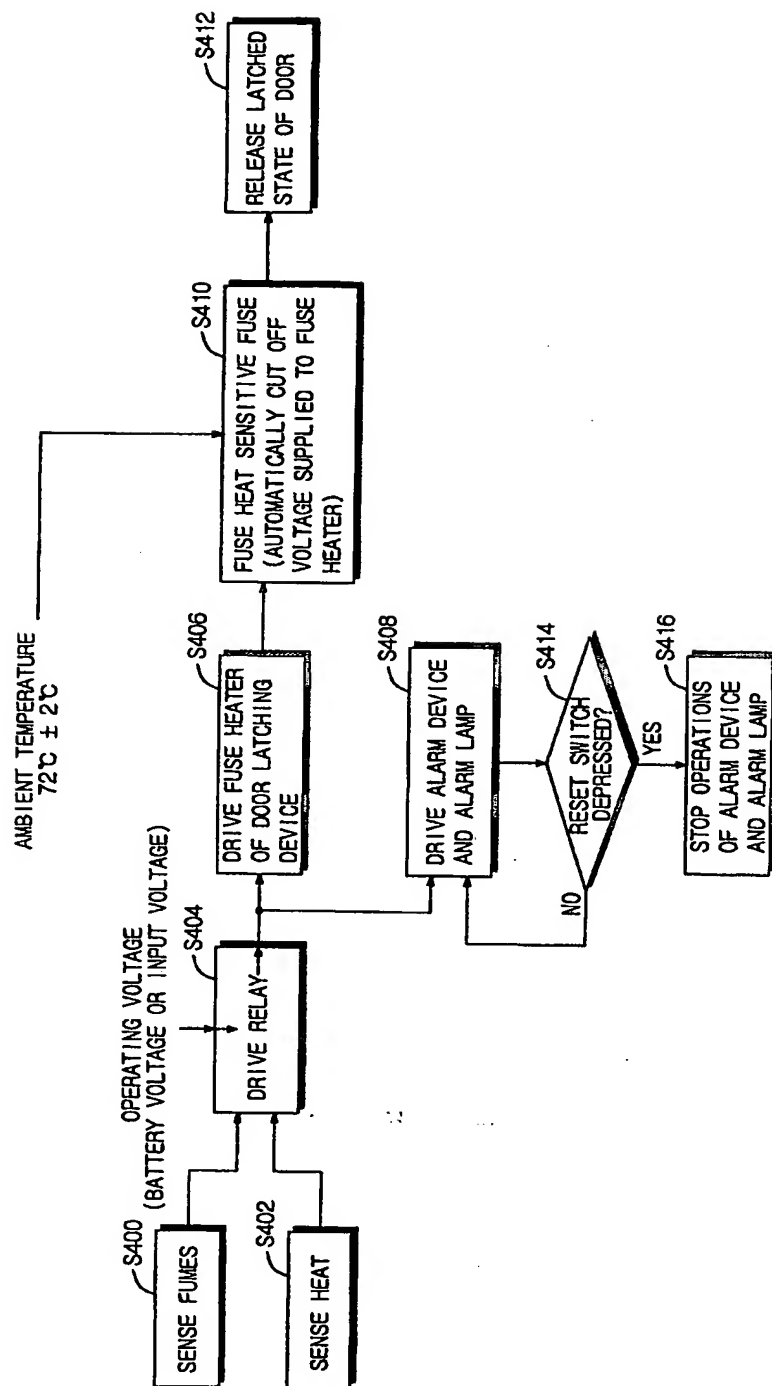 S400
SENSE FUMES
S402
SENSE HEAT
OPERATING VOLTAGE
(BATTERY VOLTAGE OR INPUT VOLTAGE)
S404
DRIVE RELAY
S406
DRIVE FUSE HEATER
OF DOOR LATCHING
DEVICE
S408
DRIVE ALARM DEVICE
AND ALARM LAMP
S414
RESET SWITCH
DEPRESSED?
NO
YES
S416
STOP OPERATIONS
OF ALARM DEVICE
AND ALARM LAMP
AMBIENT TEMPERATURE
72℃ ± 2℃
S410
FUSE HEAT SENSITIVE FUSE
(AUTOMATICALLY CUT OFF
VOLTAGE SUPPLIED TO FUSE
HEATER)
S412
RELEASE LATCHED
STATE OF DOOR